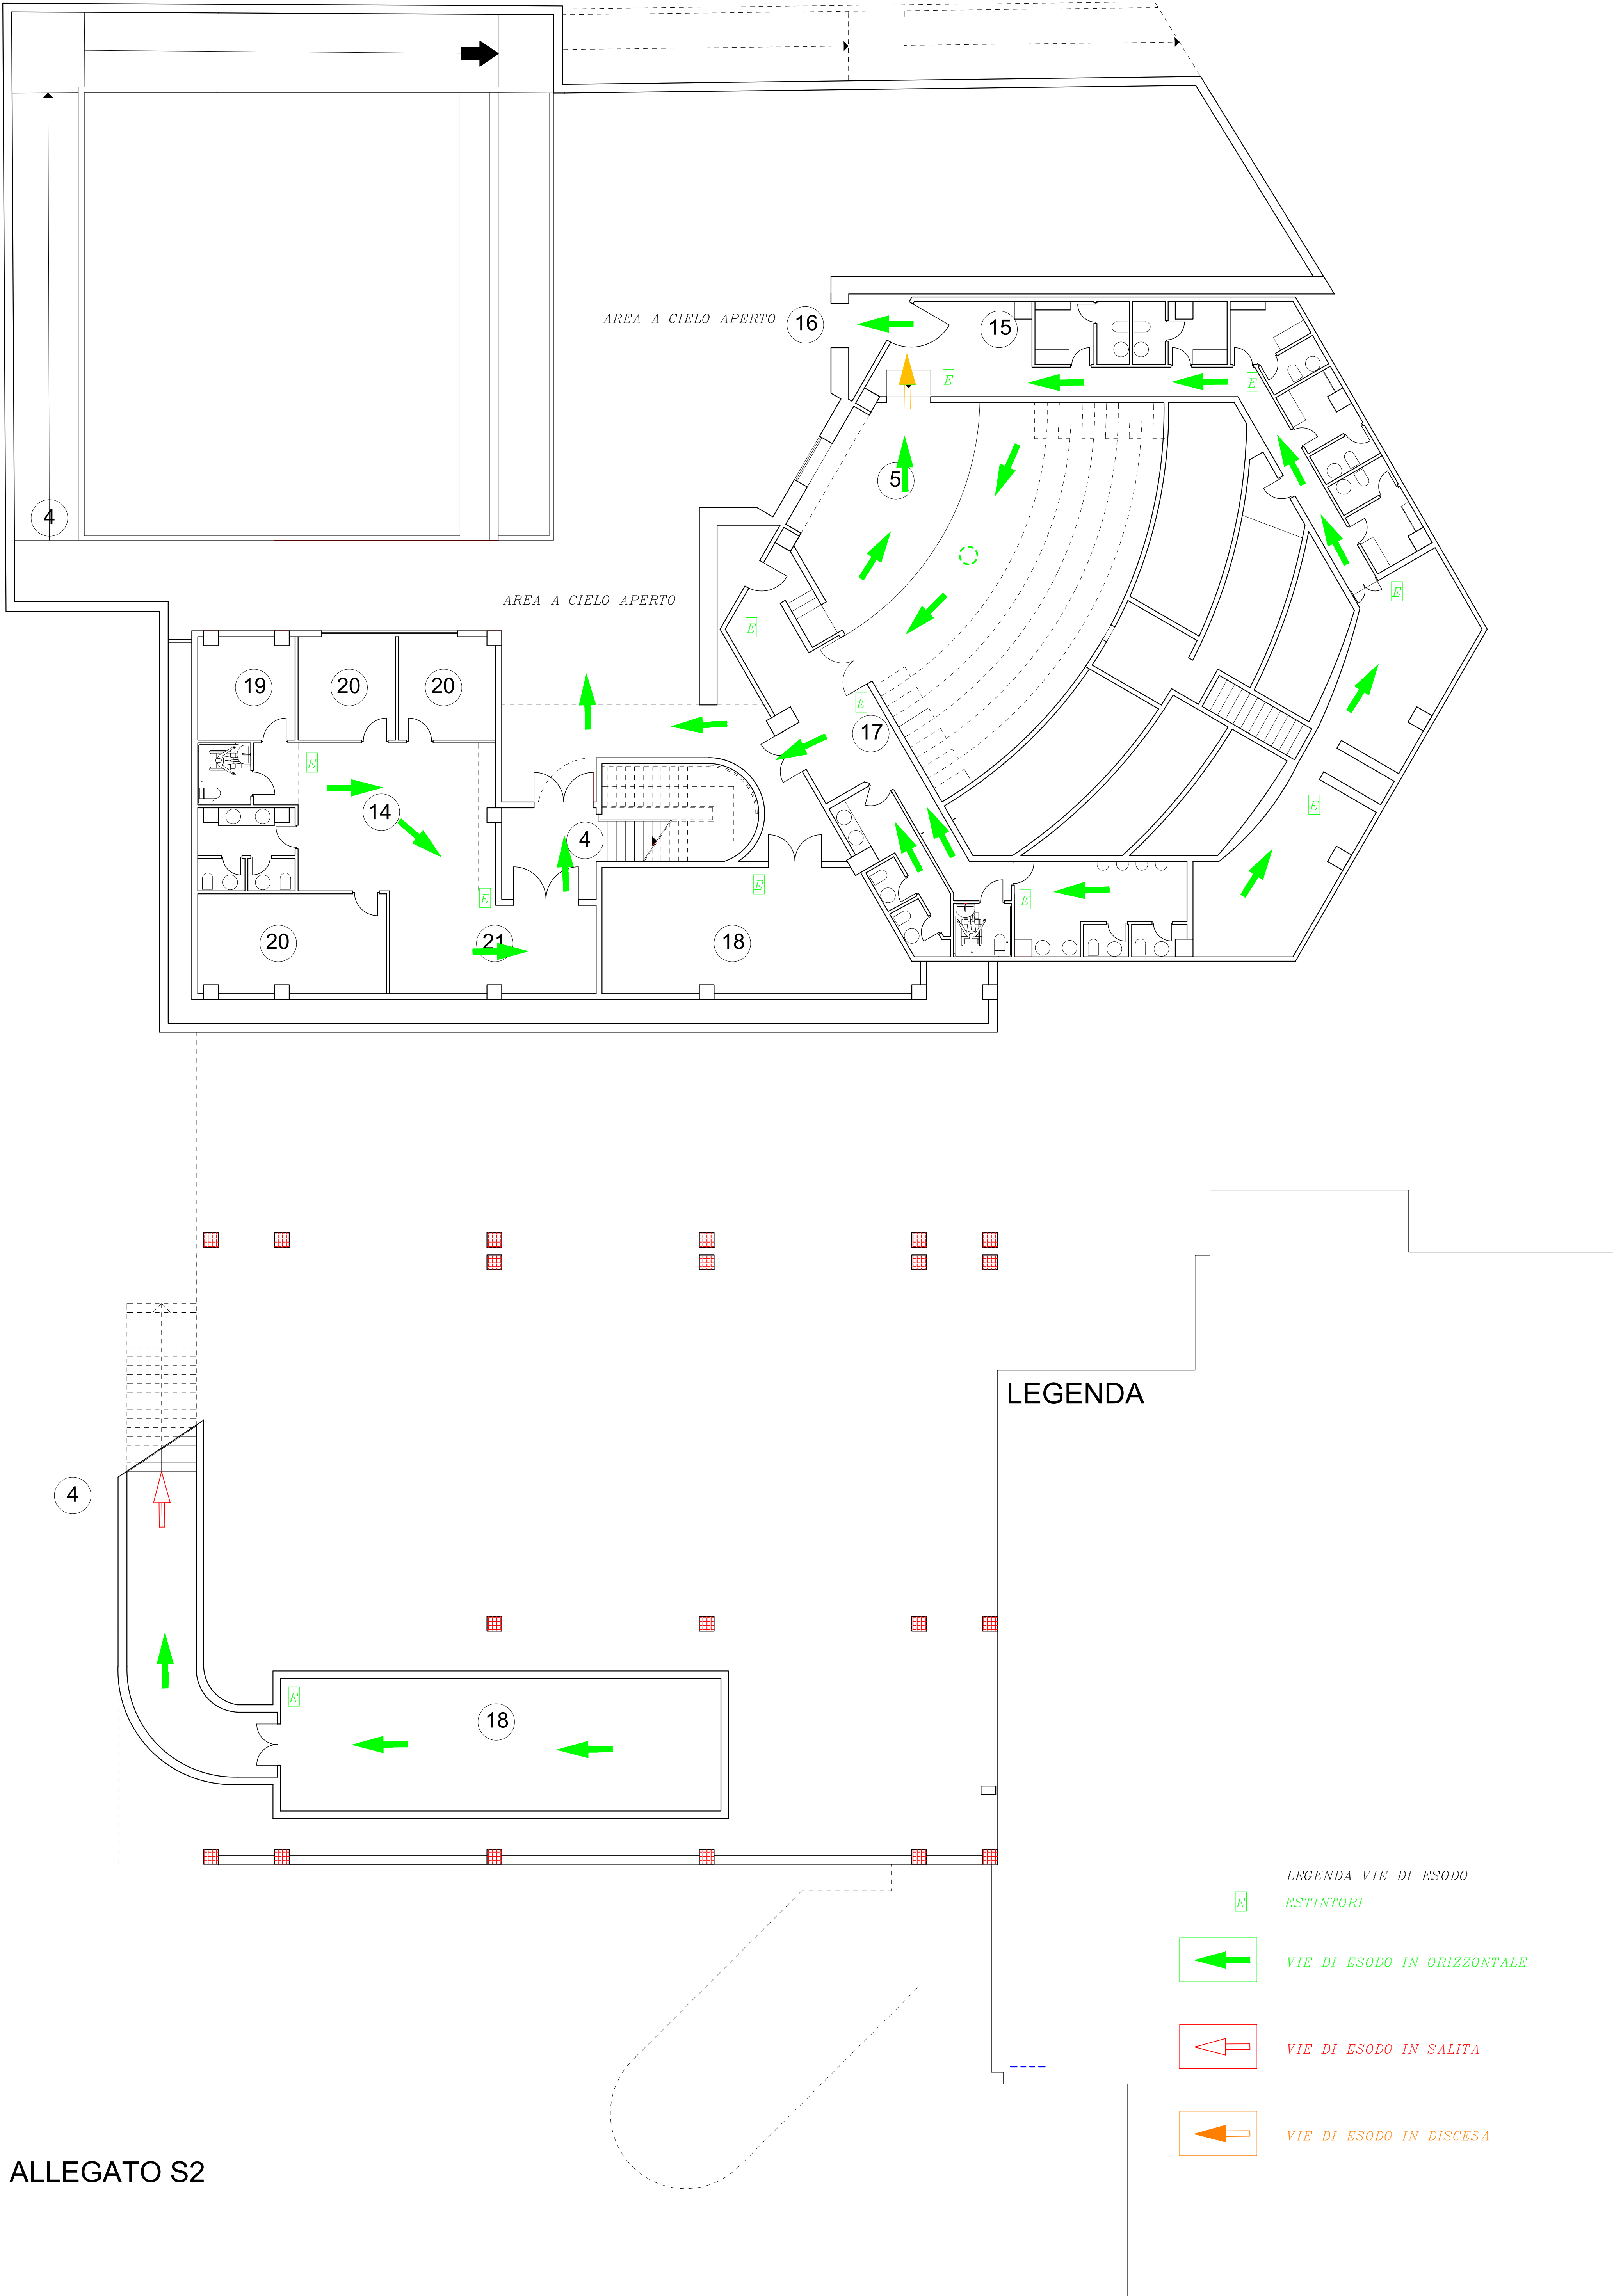 AREA A CIELO APERTO
16
15
E
E
5
4
E
AREA A CIELO APERTO
E
19
20
20
E
17
E
14
E
4
E
E
E
20
21
18
LEGENDA
4
E
18
LEGENDA VIE DI ESODO
E ESTINTORI
VIE DI ESODO IN ORIZZONTALE
VIE DI ESODO IN SALITA
VIE DI ESODO IN DISCESA
ALLEGATO S2